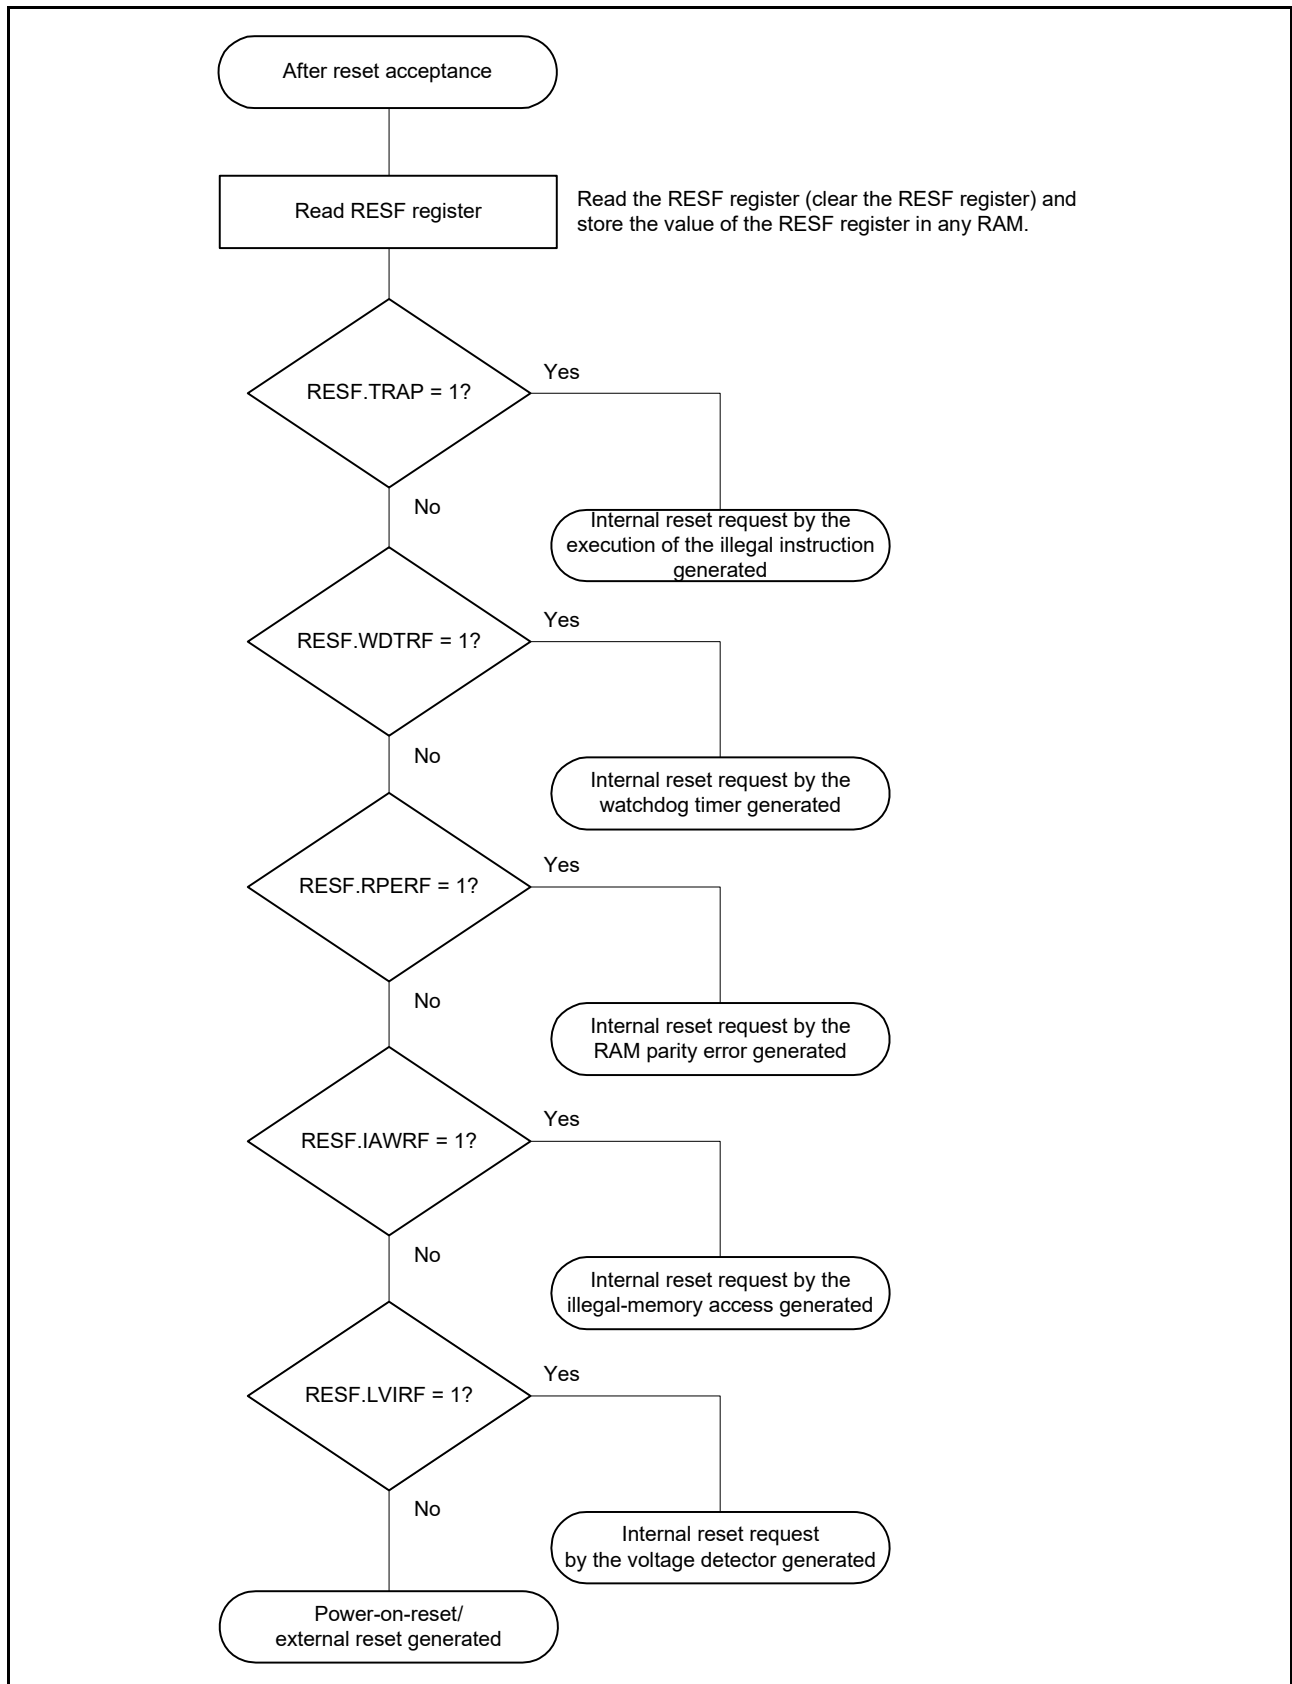 After reset acceptance
Read RESF register
Read the RESF register (clear the RESF register) and
store the value of the RESF register in any RAM.
RESF.TRAP = 1?
Yes
No
Internal reset request by the
execution of the illegal instruction
generated
RESF.WDTRF = 1?
Yes
No
Internal reset request by the
watchdog timer generated
RESF.RPERF = 1?
Yes
No
Internal reset request by the
RAM parity error generated
RESF.IAWRF = 1?
Yes
No
Internal reset request by the
illegal-memory access generated
RESF.LVIRF = 1?
Yes
No
Internal reset request
by the voltage detector generated
Power-on-reset/
external reset generated